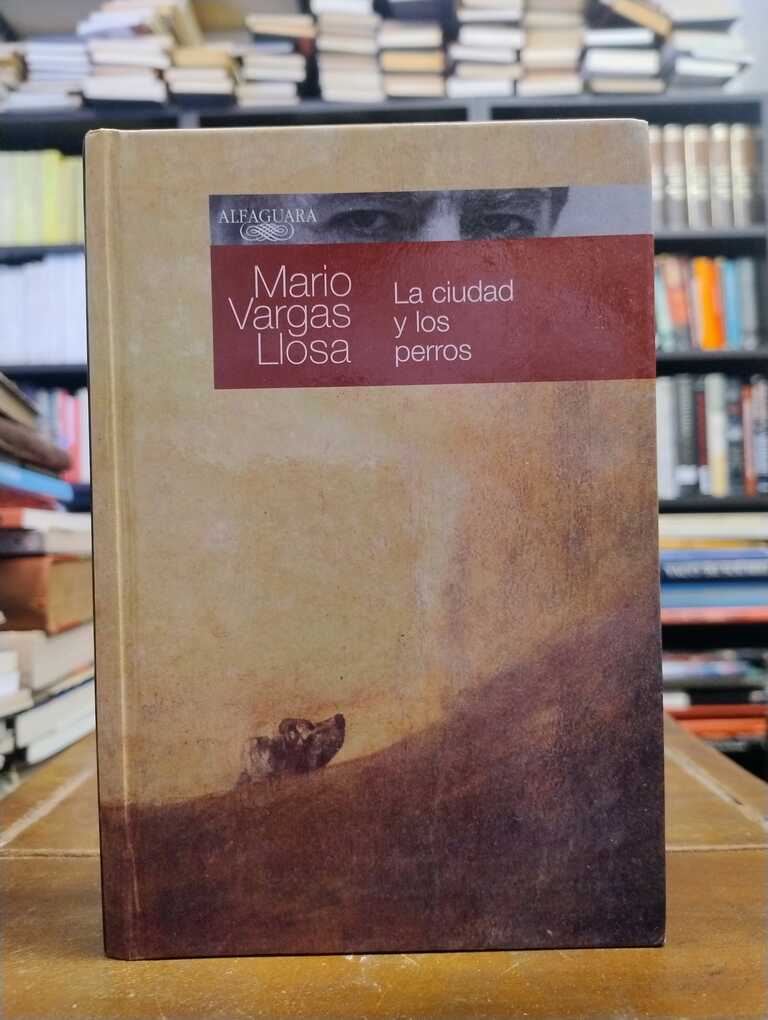 ALFAGUARA
Mario
Vargas
Llosa
La ciudad
y los
perros